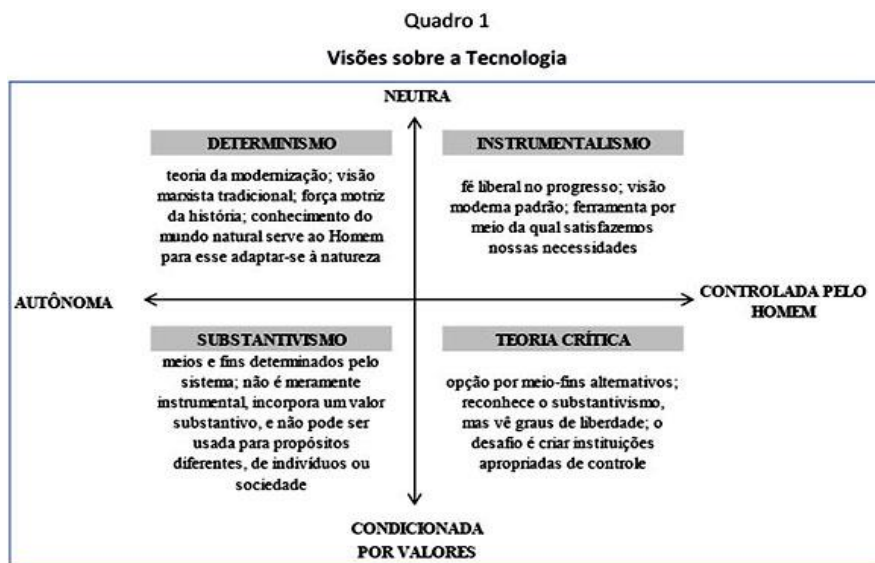 Quadro 1
Visões sobre a Tecnologia
NEUTRA
DETERMINISMO
teoria da modernização; visão
marxista tradicional; força motriz
da história; conhecimento do
mundo natural serve ao Homem
para esse adaptar-se à natureza
INSTRUMENTALISMO
fé liberal no progresso; visão
moderna padrão; ferramenta por
meio da qual satisfazemos
nossas necessidades
AUTÔNOMA
CONTROLADA PELO
HOMEM
SUBSTANTIVISMO
meios e fins determinados pelo
sistema; não é meramente
instrumental, incorpora um valor
substantivo, e não pode ser
usada para propósitos
diferentes, de indivíduos ou
sociedade
TEORIA CRÍTICA
opção por meio-fins alternativos;
reconhece o substantivismo,
mas vê graus de liberdade; o
desafio é criar instituições
apropriadas de controle
CONDICIONADA
POR VALORES